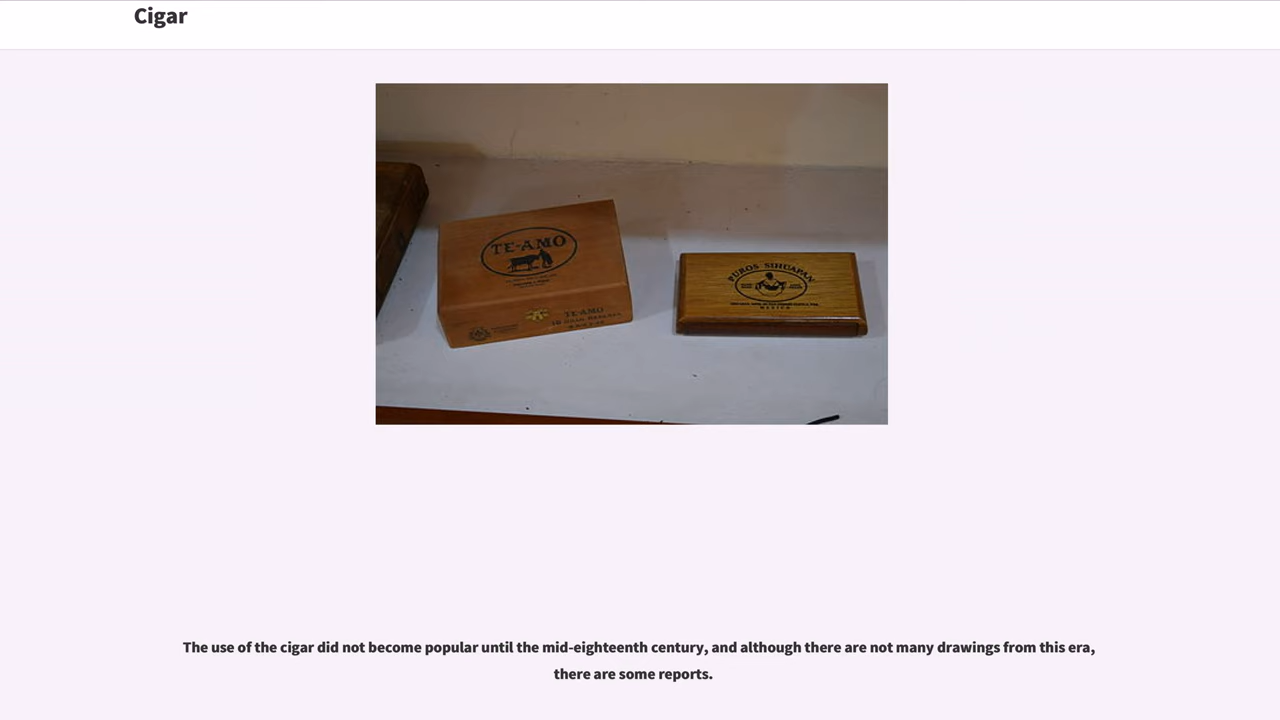 Cigar
TE-AMO
TE-AMO
PUROS SIHUAPAN
MEXICO
The use of the cigar did not become popular until the mid-eighteenth century, and although there are not many drawings from this era,
there are some reports.